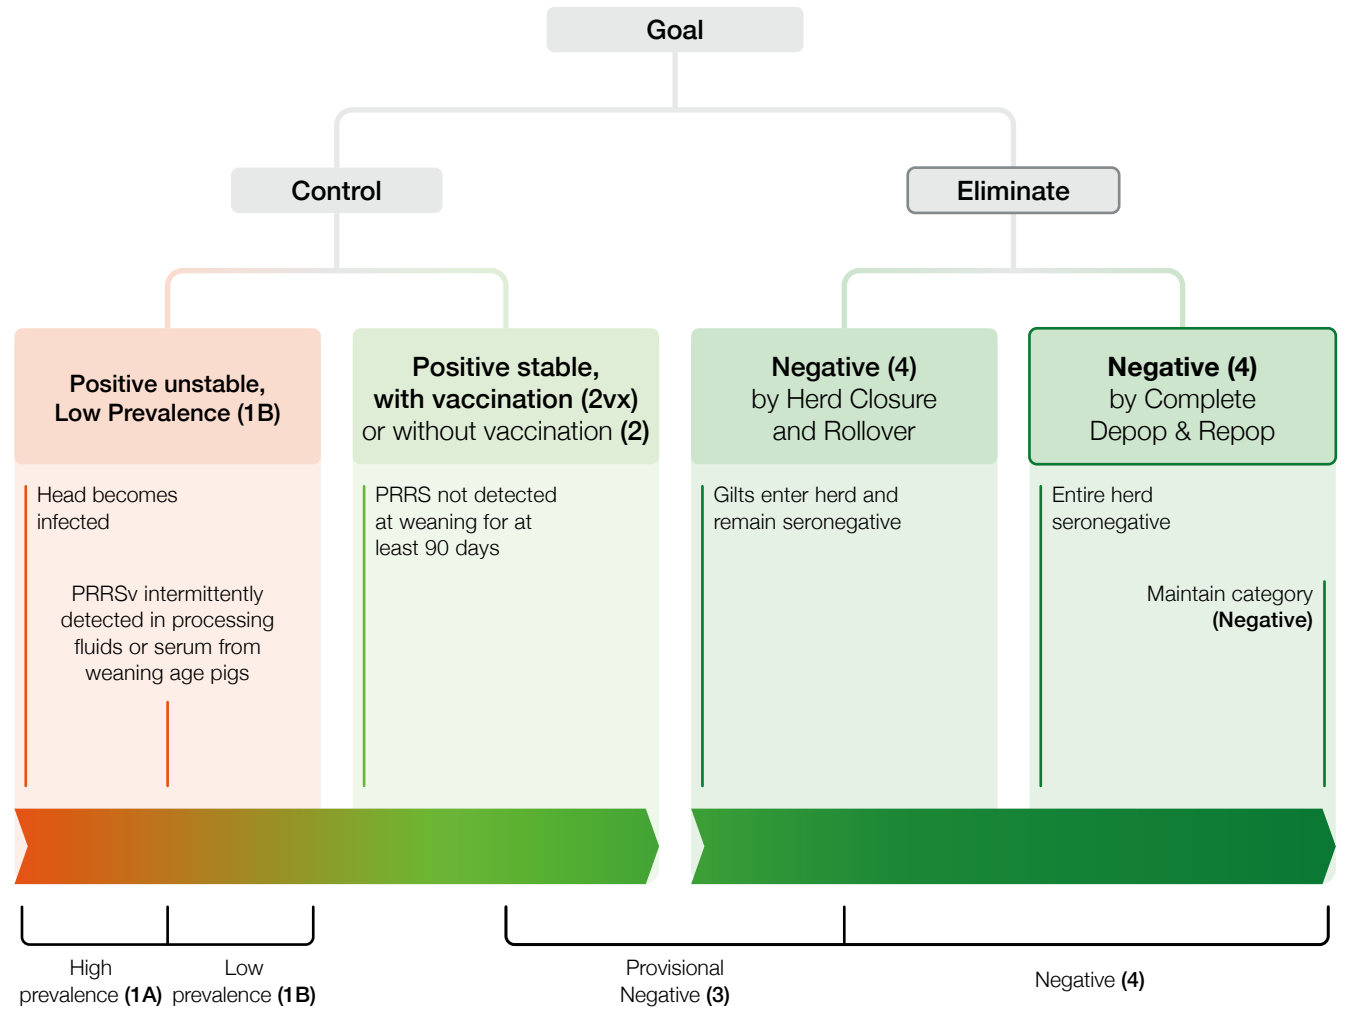 Goal
Control
Eliminate
Positive unstable,
Low Prevalence (1B)
Positive stable,
with vaccination (2vx)
or without vaccination (2)
Negative (4)
by Herd Closure
and Rollover
Negative (4)
by Complete
Depop & Repop
Head becomes
infected
PRRSv intermittently
detected in processing
fluids or serum from
weaning age pigs
PRRS not detected
at weaning for at
least 90 days
Gilts enter herd and
remain seronegative
Entire herd
seronegative
Maintain category
(Negative)
High
prevalence (1A)
Low
prevalence (1B)
Provisional
Negative (3)
Negative (4)